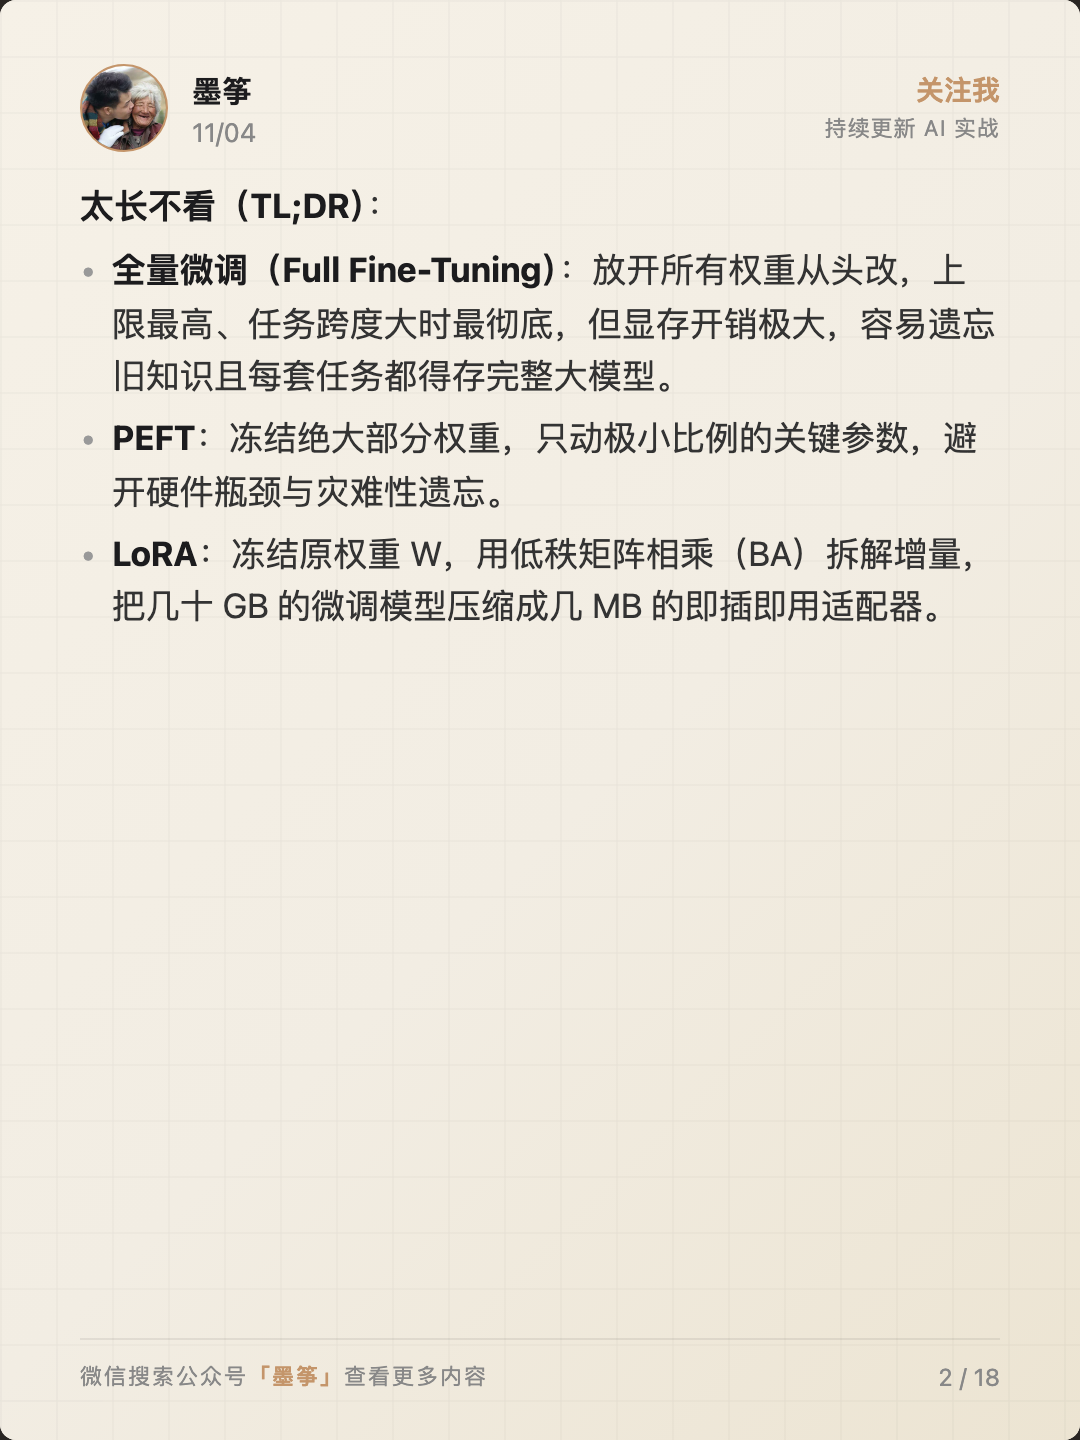 墨筝
11/04
关注我
持续更新 AI 实战
太长不看（TL;DR）：
• 全量微调（Full Fine-Tuning）：放开所有权重从头改，上
限最高、任务跨度大时最彻底，但显存开销极大，容易遗忘
旧知识且每套任务都得存完整大模型。
• PEFT：冻结绝大部分权重，只动极小比例的关键参数，避
开硬件瓶颈与灾难性遗忘。
• LoRA：冻结原权重 W，用低秩矩阵相乘（BA）拆解增量，
把几十 GB 的微调模型压缩成几 MB 的即插即用适配器。
微信搜索公众号「墨筝」查看更多内容
2 / 18